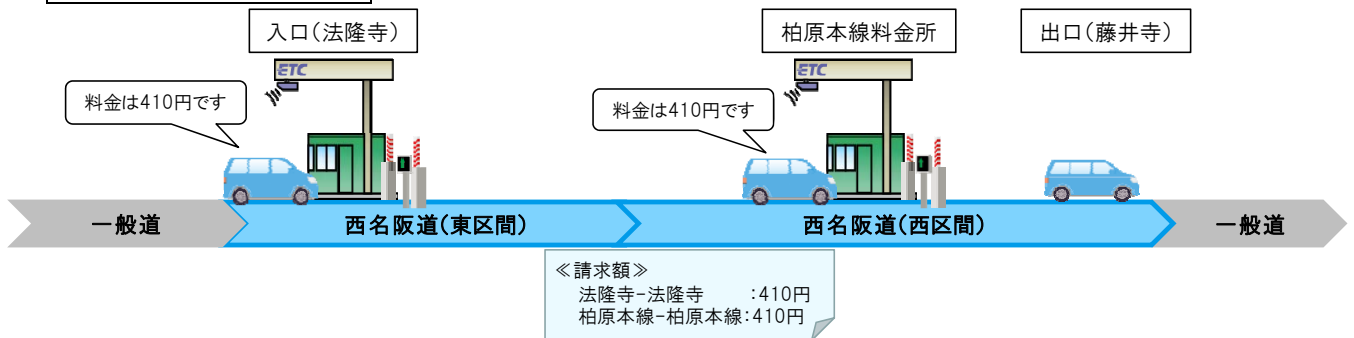 入口(法隆寺)
柏原本線料金所
出口(藤井寺)
ETC
ETC
料金は410円です
料金は410円です
一般道
西名阪道(東区間)
西名阪道(西区間)
一般道
≪請求額≫
法隆寺-法隆寺　　:410円
柏原本線-柏原本線:410円